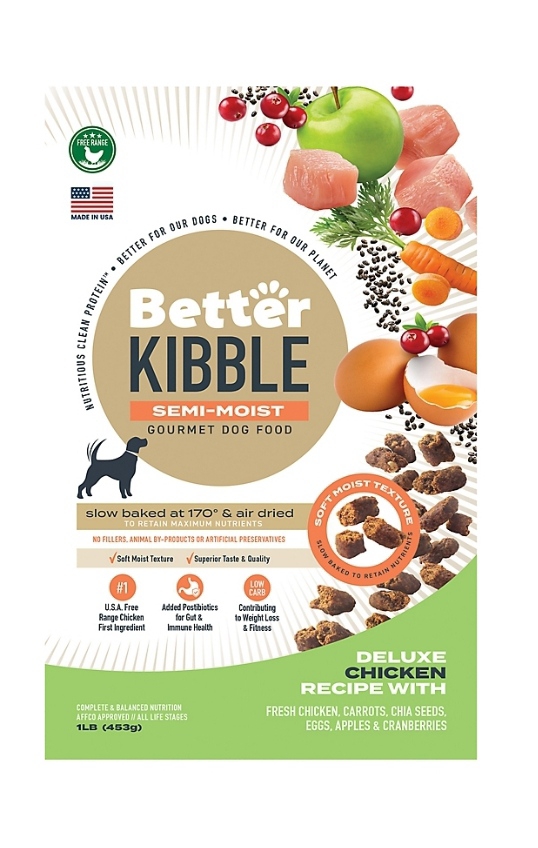 FREE RANGE
MADE IN USA
NUTRITIOUS CLEAN PROTEIN™ • BETTER FOR OUR DOGS • BETTER FOR OUR PLANET
Better
KIBBLE
SEMI-MOIST
GOURMET DOG FOOD
slow baked at 170° & air dried
TO RETAIN MAXIMUM NUTRIENTS
NO FILLERS, ANIMAL BY-PRODUCTS OR ARTIFICIAL PRESERVATIVES
Soft Moist Texture
Superior Taste & Quality
SOFT MOIST TEXTURE
SLOW BAKED TO RETAIN NUTRIENTS
#1
U.S.A. Free
Range Chicken
First Ingredient
Added Postbiotics
for Gut &
Immune Health
LOW
CARB
Contributing
to Weight Loss
& Fitness
DELUXE
CHICKEN
RECIPE WITH
FRESH CHICKEN, CARROTS, CHIA SEEDS,
EGGS, APPLES & CRANBERRIES
COMPLETE & BALANCED NUTRITION
AFFCO APPROVED // ALL LIFE STAGES
1LB (453g)